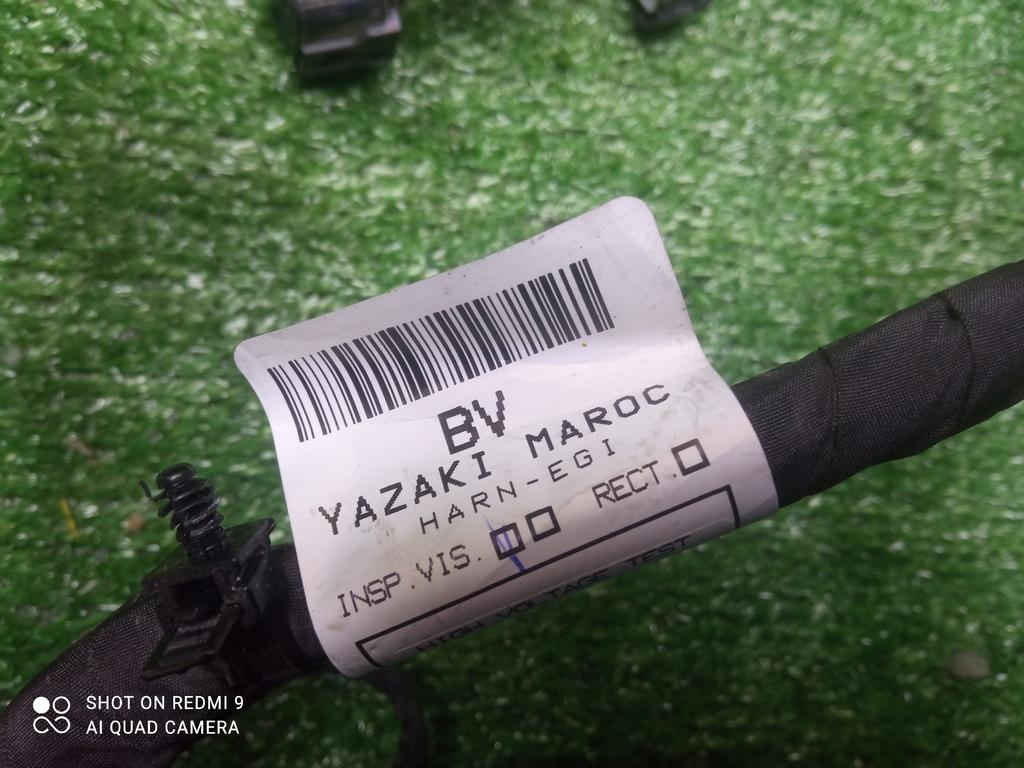 BV
YAZAKI MAROC
HARN-EGI
INSP.VIS. RECT.
HIGH VOLTAGE TEST
SHOT ON REDMI 9
AI QUAD CAMERA